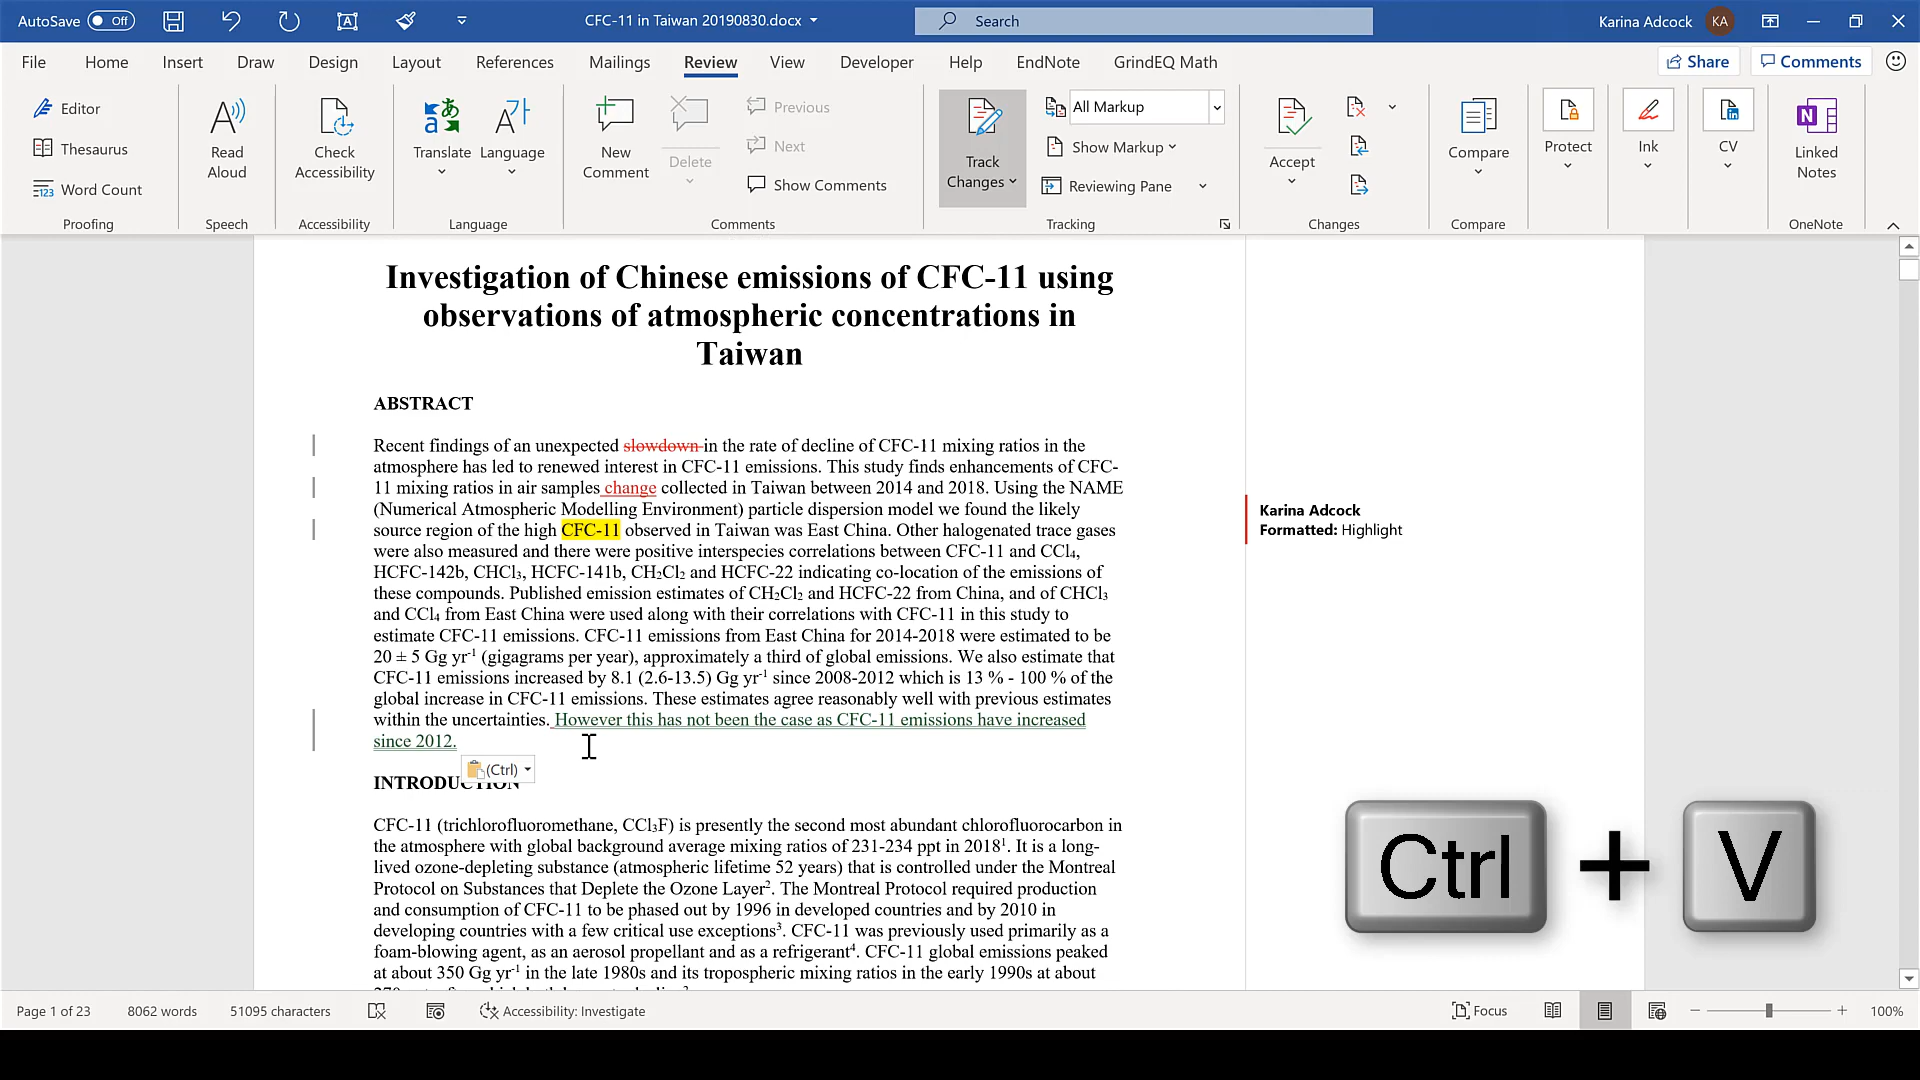 AutoSave Off CFC-11 in Taiwan 20190830.docx Search Karina Adcock KA
File Home Insert Draw Design Layout References Mailings Review View Developer Help EndNote GrindEQ Math Share Comments
Editor
Thesaurus
Word Count
Proofing
Read Aloud
Speech
Check Accessibility
Accessibility
Translate
Language
Language
New Comment
Delete
Previous
Next
Show Comments
Comments
Track Changes
All Markup
Show Markup
Reviewing Pane
Tracking
Accept
Changes
Compare
Compare
Protect
Ink
CV
Linked Notes
OneNote
Investigation of Chinese emissions of CFC-11 using
observations of atmospheric concentrations in
Taiwan
ABSTRACT
Recent findings of an unexpected slowdown in the rate of decline of CFC-11 mixing ratios in the
atmosphere has led to renewed interest in CFC-11 emissions. This study finds enhancements of CFC-
11 mixing ratios in air samples change collected in Taiwan between 2014 and 2018. Using the NAME
(Numerical Atmospheric Modelling Environment) particle dispersion model we found the likely
source region of the high CFC-11 observed in Taiwan was East China. Other halogenated trace gases
were also measured and there were positive interspecies correlations between CFC-11 and CCl₄,
HCFC-142b, CHCl₃, HCFC-141b, CH₂Cl₂ and HCFC-22 indicating co-location of the emissions of
these compounds. Published emission estimates of CH₂Cl₂ and HCFC-22 from China, and of CHCl₃
and CCl₄ from East China were used along with their correlations with CFC-11 in this study to
estimate CFC-11 emissions. CFC-11 emissions from East China for 2014-2018 were estimated to be
20 ± 5 Gg yr⁻¹ (gigagrams per year), approximately a third of global emissions. We also estimate that
CFC-11 emissions increased by 8.1 (2.6-13.5) Gg yr⁻¹ since 2008-2012 which is 13 % - 100 % of the
global increase in CFC-11 emissions. These estimates agree reasonably well with previous estimates
within the uncertainties. However this has not been the case as CFC-11 emissions have increased
since 2012.
(Ctrl)
INTRODUCTION
CFC-11 (trichlorofluoromethane, CCl₃F) is presently the second most abundant chlorofluorocarbon in
the atmosphere with global background average mixing ratios of 231-234 ppt in 2018¹. It is a long-
lived ozone-depleting substance (atmospheric lifetime 52 years) that is controlled under the Montreal
Protocol on Substances that Deplete the Ozone Layer². The Montreal Protocol required production
and consumption of CFC-11 to be phased out by 1996 in developed countries and by 2010 in
developing countries with a few critical use exceptions³. CFC-11 was previously used primarily as a
foam-blowing agent, as an aerosol propellant and as a refrigerant⁴. CFC-11 global emissions peaked
at about 350 Gg yr⁻¹ in the late 1980s and its tropospheric mixing ratios in the early 1990s at about
Karina Adcock
Formatted: Highlight
Ctrl + V
Page 1 of 23 8062 words 51095 characters Accessibility: Investigate Focus 100%